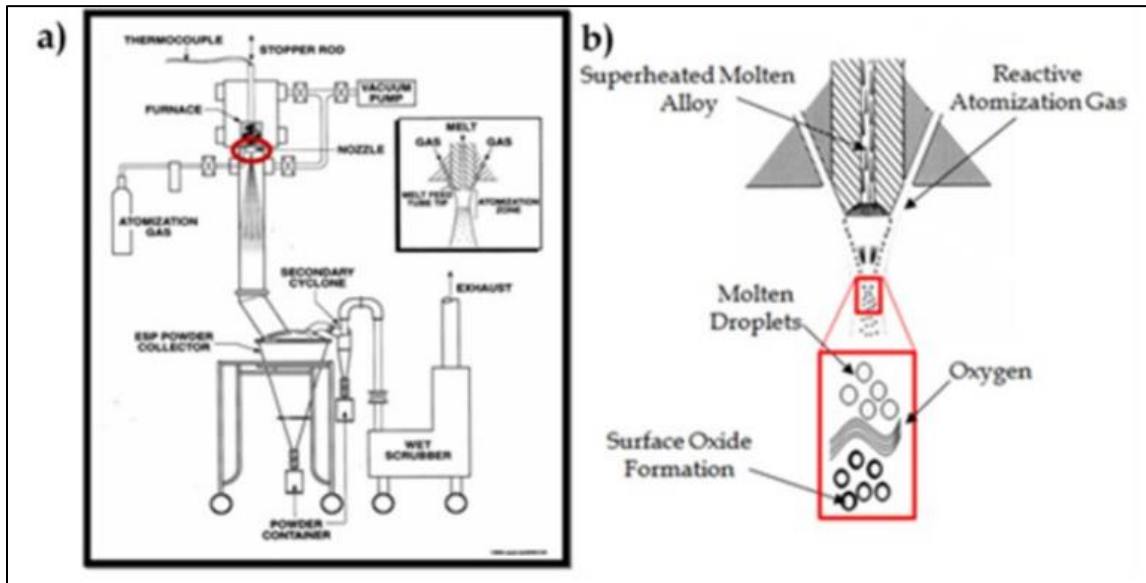 a)
THERMOCOUPLE
STOPPER ROD
VACUUM
PUMP
FURNACE
NOZZLE
ATOMIZATION
GAS
MELT
GAS
GAS
MELT FEED
TUBE TIP
ATOMIZATION
ZONE
SECONDARY
CYCLONE
EXHAUST
ESP POWDER
COLLECTOR
WET
SCRUBBER
POWDER
CONTAINER
b)
Superheated Molten
Alloy
Reactive
Atomization Gas
Molten
Droplets
Oxygen
Surface Oxide
Formation